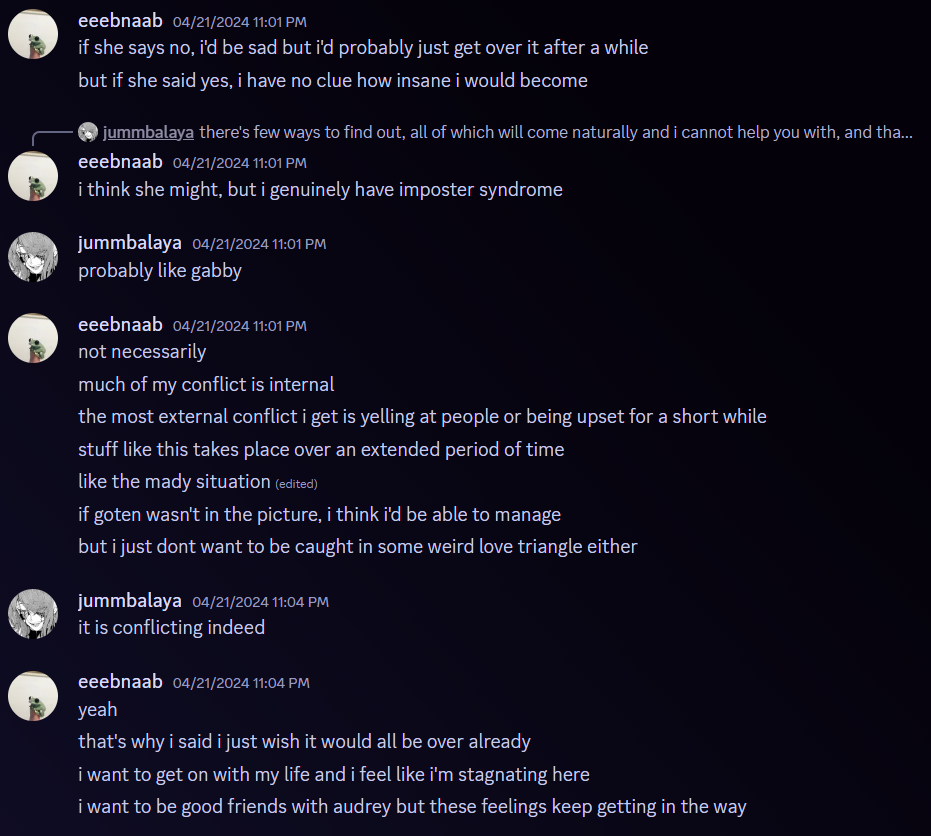 eeebnaab 04/21/2024 11:01 PM
if she says no, i'd be sad but i'd probably just get over it after a while
but if she said yes, i have no clue how insane i would become
jummbalaya there's few ways to find out, all of which will come naturally and i cannot help you with, and tha...
eeebnaab 04/21/2024 11:01 PM
i think she might, but i genuinely have imposter syndrome
jummbalaya 04/21/2024 11:01 PM
probably like gabby
eeebnaab 04/21/2024 11:01 PM
not necessarily
much of my conflict is internal
the most external conflict i get is yelling at people or being upset for a short while
stuff like this takes place over an extended period of time
like the mady situation (edited)
if goten wasn't in the picture, i think i'd be able to manage
but i just dont want to be caught in some weird love triangle either
jummbalaya 04/21/2024 11:04 PM
it is conflicting indeed
eeebnaab 04/21/2024 11:04 PM
yeah
that's why i said i just wish it would all be over already
i want to get on with my life and i feel like i'm stagnating here
i want to be good friends with audrey but these feelings keep getting in the way